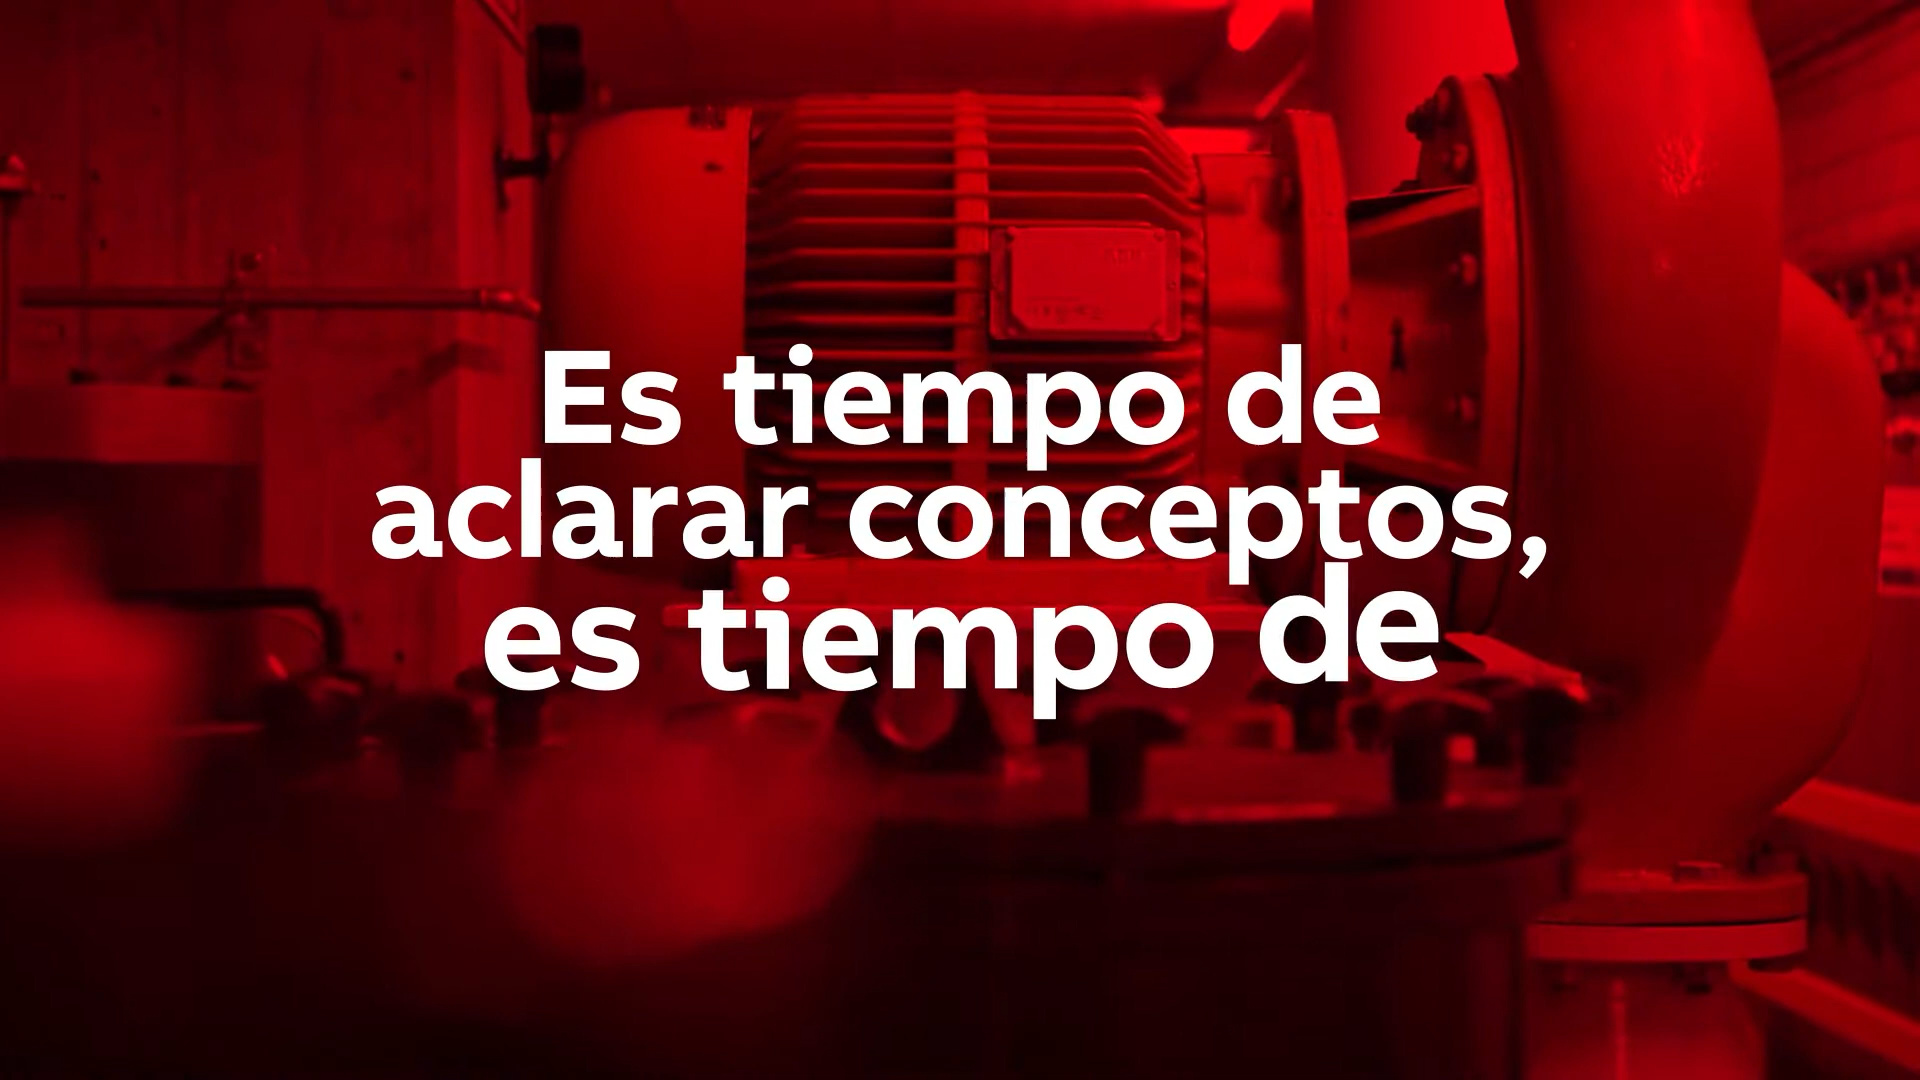 Es tiempo de
aclarar conceptos,
es tiempo de